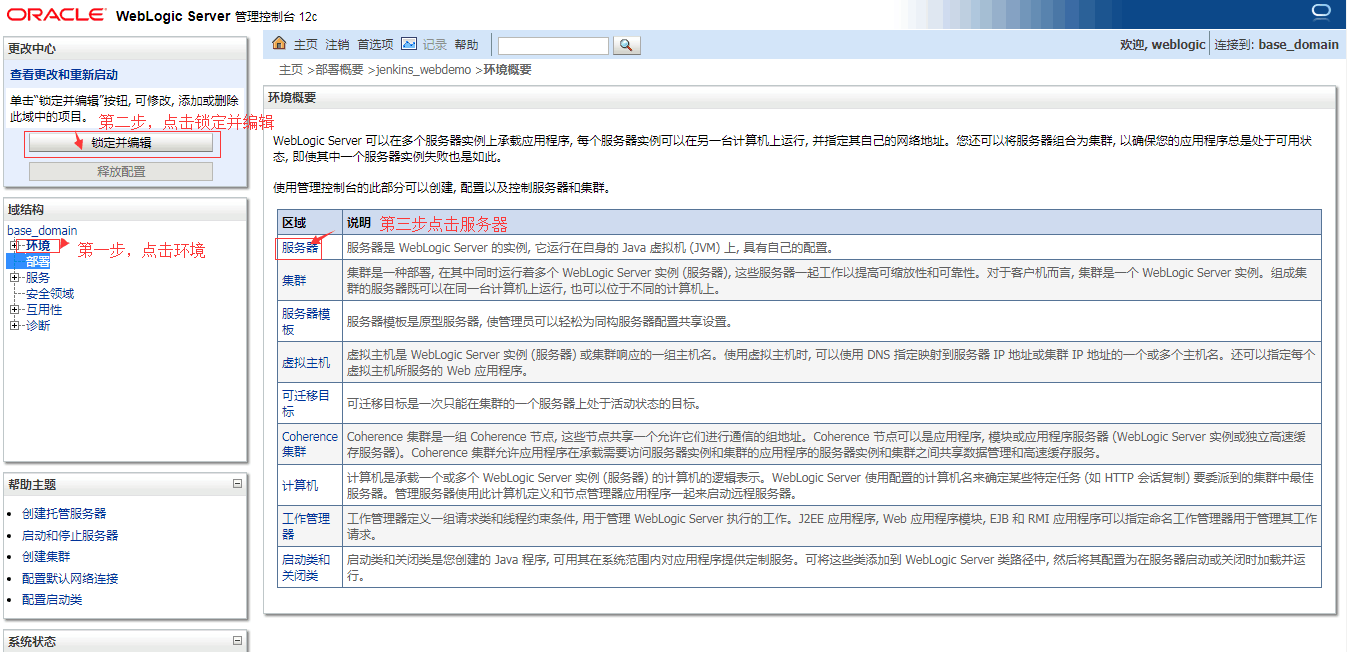 ORACLE WebLogic Server 管理控制台 12c
更改中心
查看更改和重新启动
单击“锁定并编辑”按钮, 可修改, 添加或删除
此域中的项目。
第二步，点击锁定并编辑
锁定并编辑
释放配置
域结构
base_domain
环境
第一步，点击环境
部署
服务
安全领域
互用性
诊断
帮助主题
创建托管服务器
启动和停止服务器
创建集群
配置默认网络连接
配置启动类
系统状态
主页 注销 首选项 记录 帮助
欢迎, weblogic 连接到: base_domain
主页 >部署概要 >jenkins_webdemo >环境概要
环境概要
WebLogic Server 可以在多个服务器实例上承载应用程序, 每个服务器实例可以在另一台计算机上运行, 并指定其自己的网络地址。您还可以将服务器组合为集群, 以确保您的应用程序总是处于可用状
态, 即使其中一个服务器实例失败也是如此。
使用管理控制台的此部分可以创建, 配置以及控制服务器和集群。
区域 说明 第三步点击服务器
服务器 服务器是 WebLogic Server 的实例, 它运行在自身的 Java 虚拟机 (JVM) 上, 具有自己的配置。
集群 集群是一种部署, 在其中同时运行着多个 WebLogic Server 实例 (服务器), 这些服务器一起工作以提高可缩放性和可靠性。对于客户机而言, 集群是一个 WebLogic Server 实例。组成集
群的服务器既可以在同一台计算机上运行, 也可以位于不同的计算机上。
服务器模
板
服务器模板是原型服务器, 使管理员可以轻松为同构服务器配置共享设置。
虚拟主机 虚拟主机是 WebLogic Server 实例 (服务器) 或集群响应的一组主机名。使用虚拟主机时, 可以使用 DNS 指定映射到服务器 IP 地址或集群 IP 地址的一个或多个主机名。还可以指定每个
虚拟主机所服务的 Web 应用程序。
可迁移目
标
可迁移目标是一次只能在集群的一个服务器上处于活动状态的目标。
Coherence
集群
Coherence 集群是一组 Coherence 节点, 这些节点共享一个允许它们进行通信的组地址。Coherence 节点可以是应用程序, 模块或应用程序服务器 (WebLogic Server 实例或独立高速缓
存服务器)。Coherence 集群允许应用程序在承载需要访问服务器实例和集群的应用程序的服务器实例和集群之间共享数据管理和高速缓存服务。
计算机 计算机是承载一个或多个 WebLogic Server 实例 (服务器) 的计算机的逻辑表示。WebLogic Server 使用配置的计算机名来确定某些特定任务 (如 HTTP 会话复制) 要委派到的集群中最佳
服务器。管理服务器使用此计算机定义和节点管理器应用程序一起来启动远程服务器。
工作管理
器
工作管理器定义一组请求类和线程约束条件, 用于管理 WebLogic Server 执行的工作。J2EE 应用程序, Web 应用程序模块, EJB 和 RMI 应用程序可以指定命名工作管理器用于管理其工作
请求。
启动类和
关闭类
启动类和关闭类是您创建的 Java 程序, 可用其在系统范围内对应用程序提供定制服务。可将这些类添加到 WebLogic Server 类路径中, 然后将其配置为在服务器启动或关闭时加载并运
行。